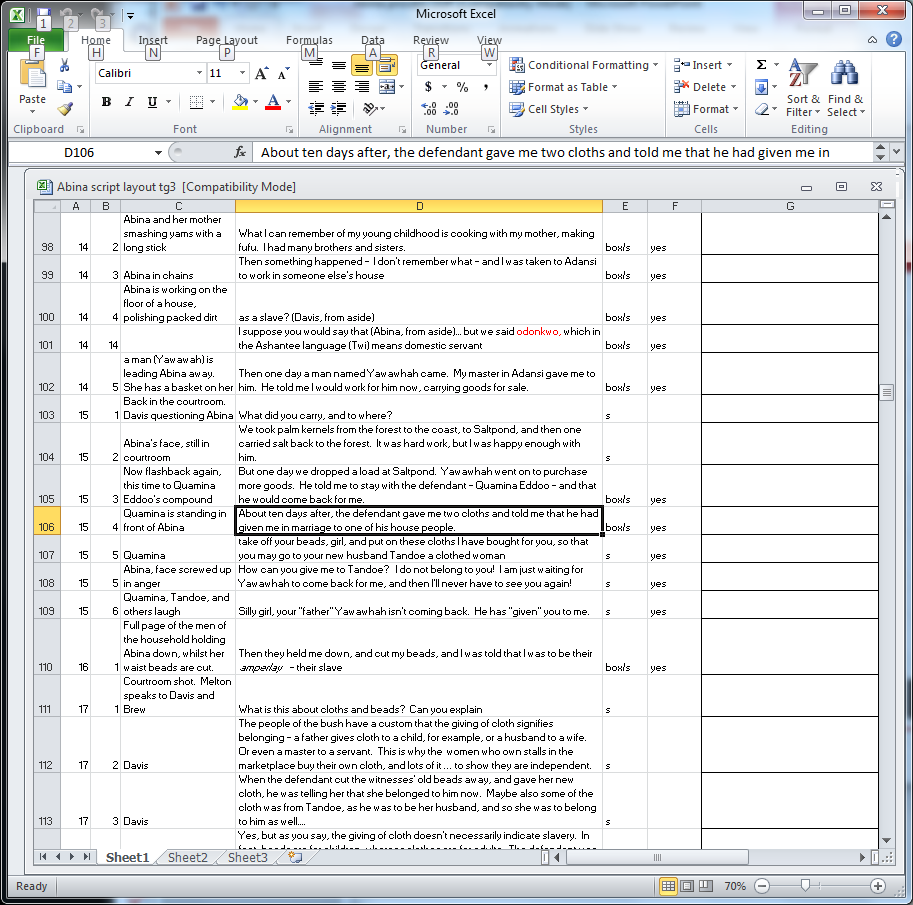 Microsoft Excel
1 2 3
File Home Insert Page Layout Formulas Data Review View
F H N P M A R W
Paste
Calibri 11
B I U
General
$ % ,
Conditional Formatting
Format as Table
Cell Styles
Insert
Delete
Format
Σ
Sort & Filter
Find & Select
Clipboard Font Alignment Number Styles Cells Editing
D106 fx About ten days after, the defendant gave me two cloths and told me that he had given me in
Abina script layout tg3 [Compatibility Mode]
A B C D E F G
Abina and her mother
smashing yams with a What I can remember of my young childhood is cooking with my mother, making
98 14 2 long stick fufu. I had many brothers and sisters. box/s yes
Then something happened - I don't remember what - and I was taken to Adansi
99 14 3 Abina in chains to work in someone else's house box/s yes
Abina is working on the
floor of a house,
100 14 4 polishing packed dirt as a slave? (Davis, from aside) box/s yes
I suppose you would say that (Abina, from aside)... but we said odonkwo, which in
101 14 14 the Ashantee language (Twi) means domestic servant box/s yes
a man (Yawawah) is
leading Abina away. Then one day a man named Yawawhah came. My master in Adansi gave me to
102 14 5 She has a basket on her him. He told me I would work for him now, carrying goods for sale. box/s yes
Back in the courtroom.
103 15 1 Davis questioning Abina What did you carry, and to where? s
We took palm kernels from the forest to the coast, to Saltpond, and then one
Abina's face, still in carried salt back to the forest. It was hard work, but I was happy enough with
104 15 2 courtroom him. s
Now flashback again, But one day we dropped a load at Saltpond. Yawawhah went on to purchase
this time to Quamina more goods. He told me to stay with the defendant - Quamina Eddoo - and that
105 15 3 Eddoo's compound he would come back for me. box/s yes
Quamina is standing in About ten days after, the defendant gave me two cloths and told me that he had
106 15 4 front of Abina given me in marriage to one of his house people. box/s yes
take off your beads, girl, and put on these cloths I have bought for you, so that
107 15 5 Quamina you may go to your new husband Tandoe a clothed woman s yes
Abina, face screwed up How can you give me to Tandoe? I do not belong to you! I am just waiting for
108 15 5 in anger Yawawhah to come back for me, and then I'll never have to see you again! s yes
Quamina, Tandoe, and
109 15 6 others laugh Silly girl, your "father" Yawawhah isn't coming back. He has "given" you to me. s yes
Full page of the men of
the household holding
Abina down, whilst her Then they held me down, and cut my beads, and I was told that I was to be their
110 16 1 waist beads are cut. amperlay - their slave box/s yes
Courtroom shot. Melton
speaks to Davis and
111 17 1 Brew What is this about cloths and beads? Can you explain s
The people of the bush have a custom that the giving of cloth signifies
belonging - a father gives cloth to a child, for example, or a husband to a wife.
Or even a master to a servant. This is why the women who own stalls in the
112 17 2 Davis marketplace buy their own cloth, and lots of it ... to show they are independent. s
When the defendant cut the witnesses' old beads away, and gave her new
cloth, he was telling her that she belonged to him now. Maybe also some of the
cloth was from Tandoe, as he was to be her husband, and so she was to belong
113 17 3 Davis to him as well.... s
Yes, but as you say, the giving of cloth doesn't necessarily indicate slavery. In
Sheet1 Sheet2 Sheet3
Ready 70%